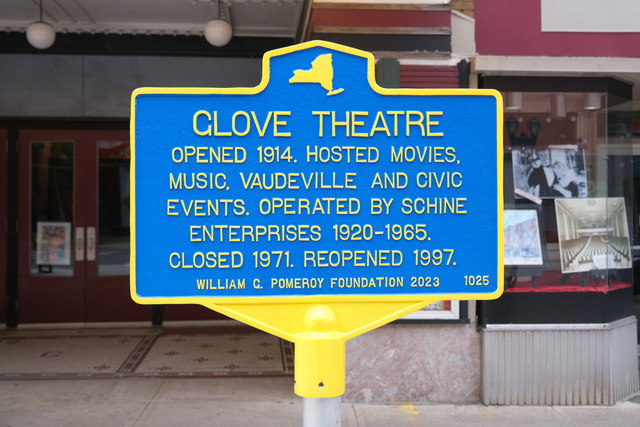 GLOVE THEATRE
OPENED 1914. HOSTED MOVIES,
MUSIC, VAUDEVILLE AND CIVIC
EVENTS. OPERATED BY SCHINE
ENTERPRISES 1920-1965.
CLOSED 1971. REOPENED 1997.
WILLIAM G. POMEROY FOUNDATION 2023 1025